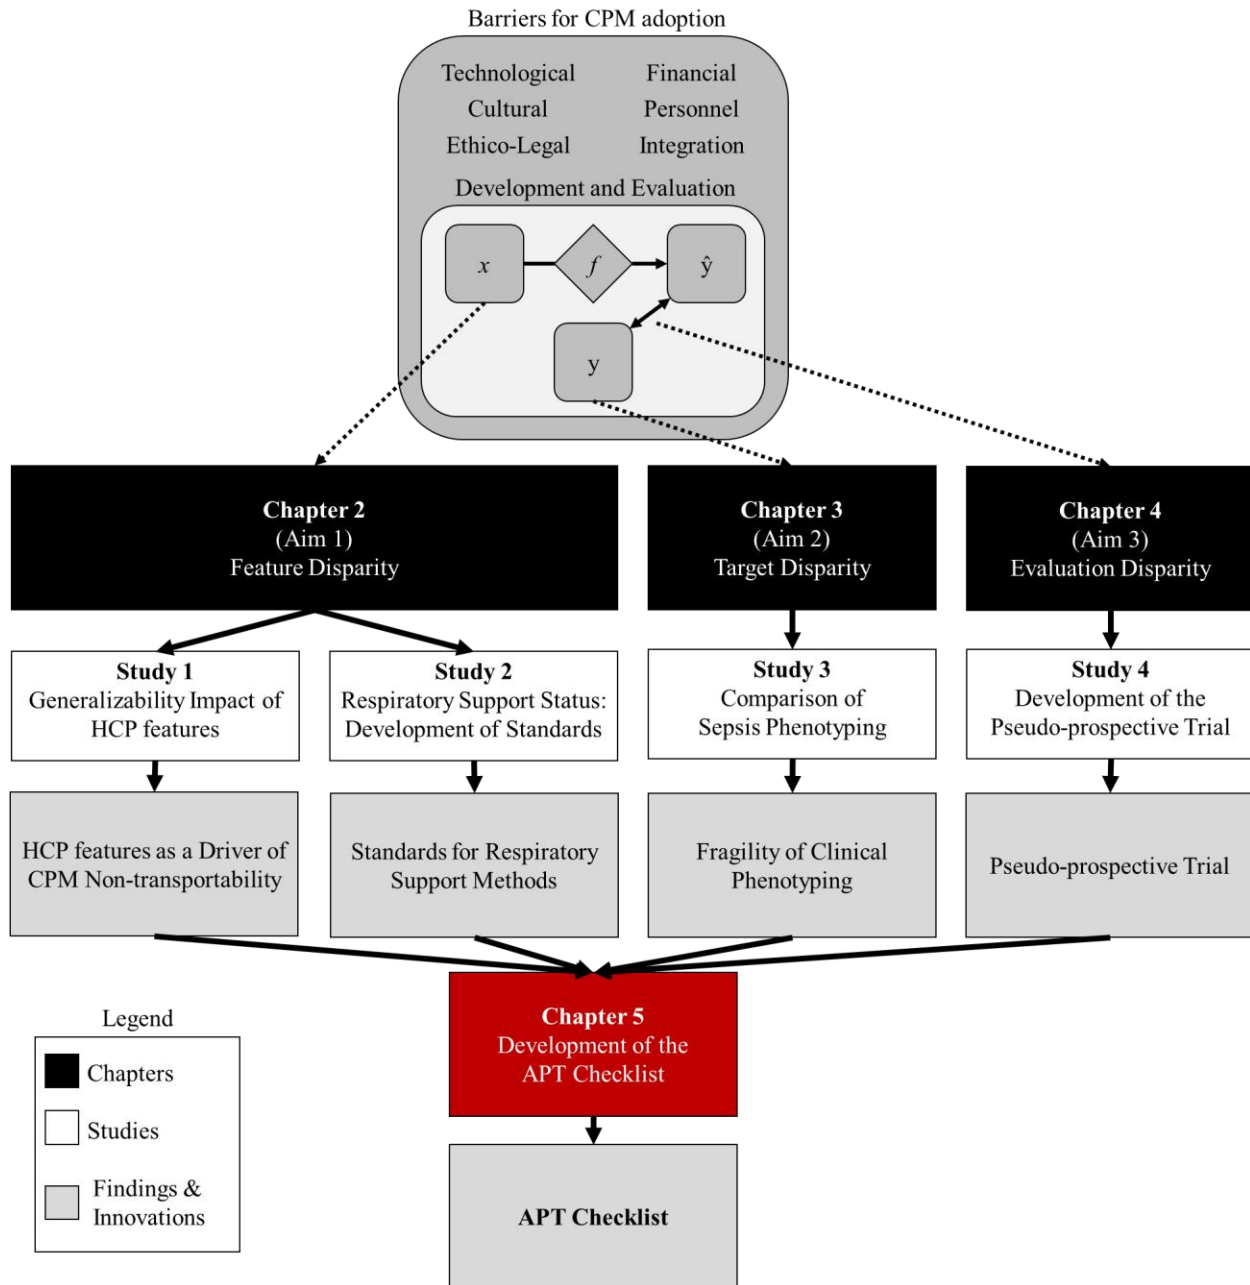 Barriers for CPM adoption
Technological
Financial
Cultural
Personnel
Ethico-Legal
Integration
Development and Evaluation
x
f
ŷ
y
Chapter 2
(Aim 1)
Feature Disparity
Chapter 3
(Aim 2)
Target Disparity
Chapter 4
(Aim 3)
Evaluation Disparity
Study 1
Generalizability Impact of
HCP features
Study 2
Respiratory Support Status:
Development of Standards
Study 3
Comparison of
Sepsis Phenotyping
Study 4
Development of the
Pseudo-prospective Trial
HCP features as a Driver of
CPM Non-transportability
Standards for Respiratory
Support Methods
Fragility of Clinical
Phenotyping
Pseudo-prospective Trial
Chapter 5
Development of the
APT Checklist
APT Checklist
Legend
Chapters
Studies
Findings &
Innovations